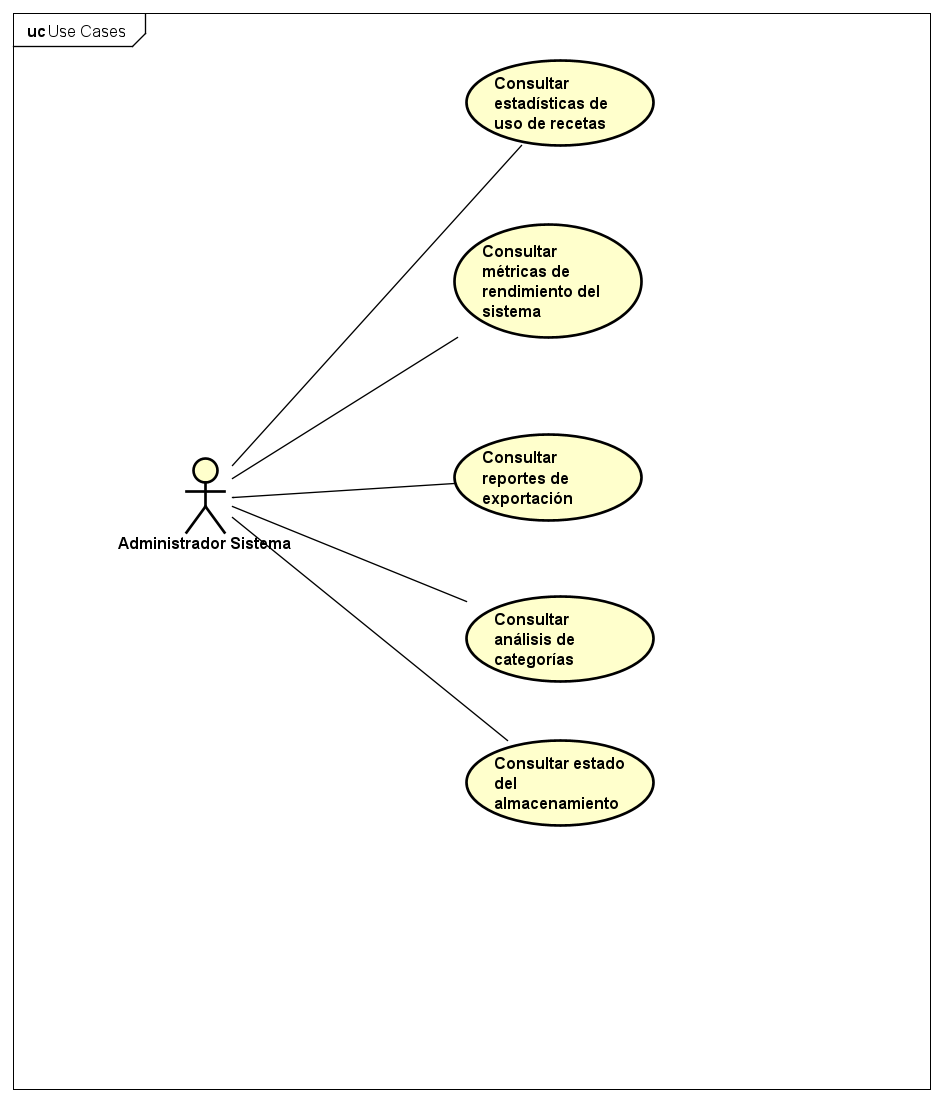 uc Use Cases
Consultar
estadísticas de
uso de recetas
Consultar
métricas de
rendimiento del
sistema
Consultar
reportes de
exportación
Administrador Sistema
Consultar
análisis de
categorías
Consultar estado
del
almacenamiento